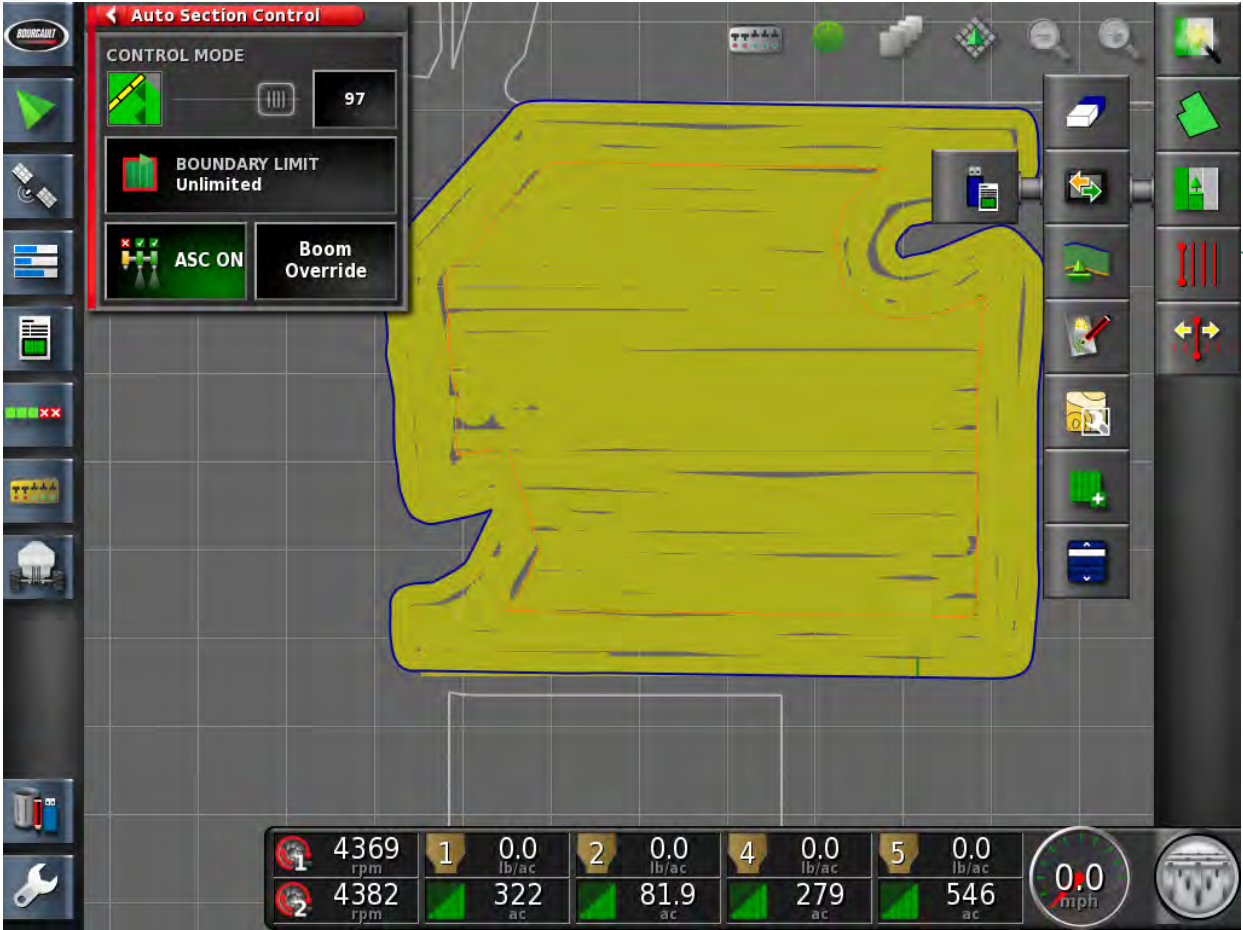 BOURGAULT
Auto Section Control
CONTROL MODE
97
BOUNDARY LIMIT
Unlimited
ASC ON
Boom
Override
1 4369 rpm
1 0.0 lb/ac
2 0.0 lb/ac
4 0.0 lb/ac
5 0.0 lb/ac
2 4382 rpm
322 ac
81.9 ac
279 ac
546 ac
0.0
mph